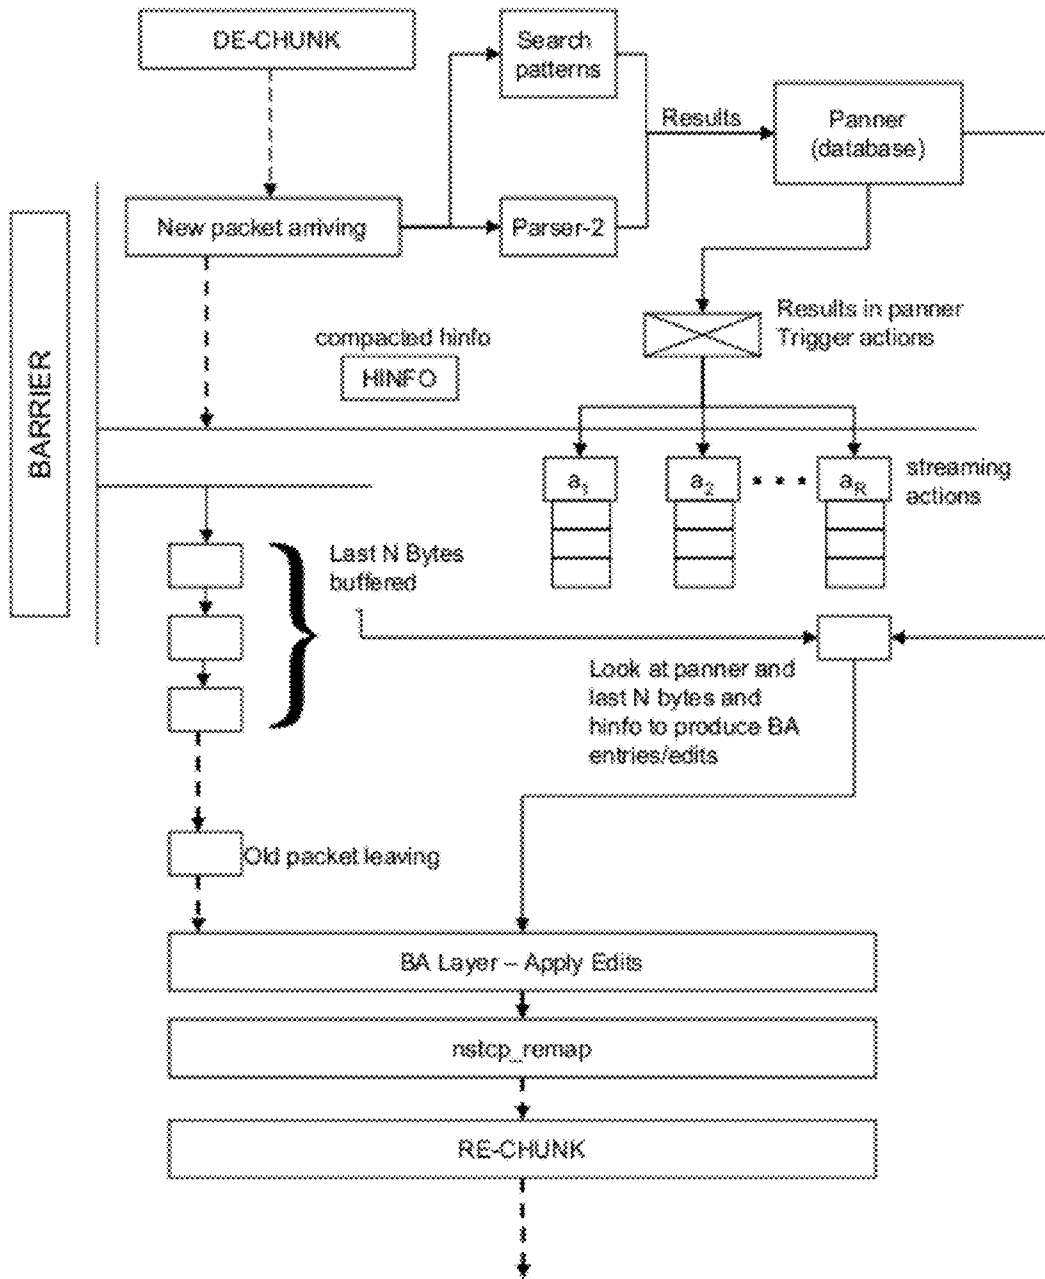 DE-CHUNK
Search
patterns
Results
Panner
(database)
New packet arriving
Parser-2
BARRIER
compacted hinfo
HINFO
Results in panner
Trigger actions
a1
a2
aR
streaming
actions
Last N Bytes
buffered
Look at panner and
last N bytes and
hinfo to produce BA
entries/edits
Old packet leaving
BA Layer – Apply Edits
nstcp_remap
RE-CHUNK